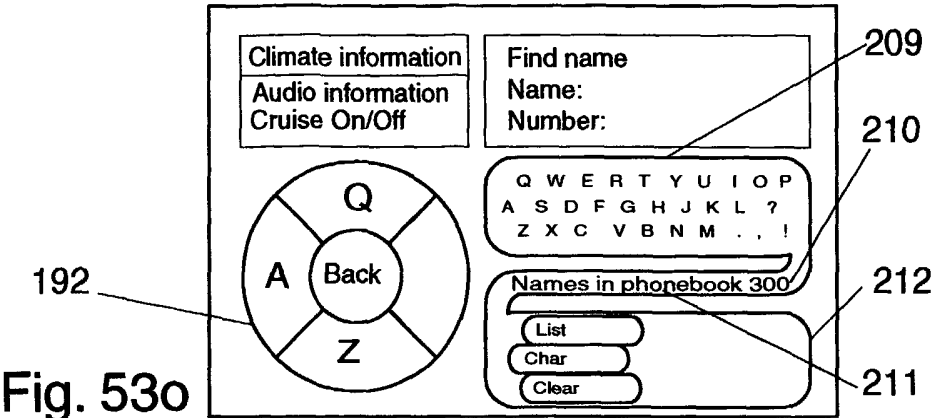 Climate information
Audio information
Cruise On/Off
Find name
Name:
Number:
209
210
Q W E R T Y U I O P
A S D F G H J K L ?
Z X C V B N M . , !
Q
A
Back
Z
192
Names in phonebook 300
212
List
Char
Clear
211
Fig. 53o